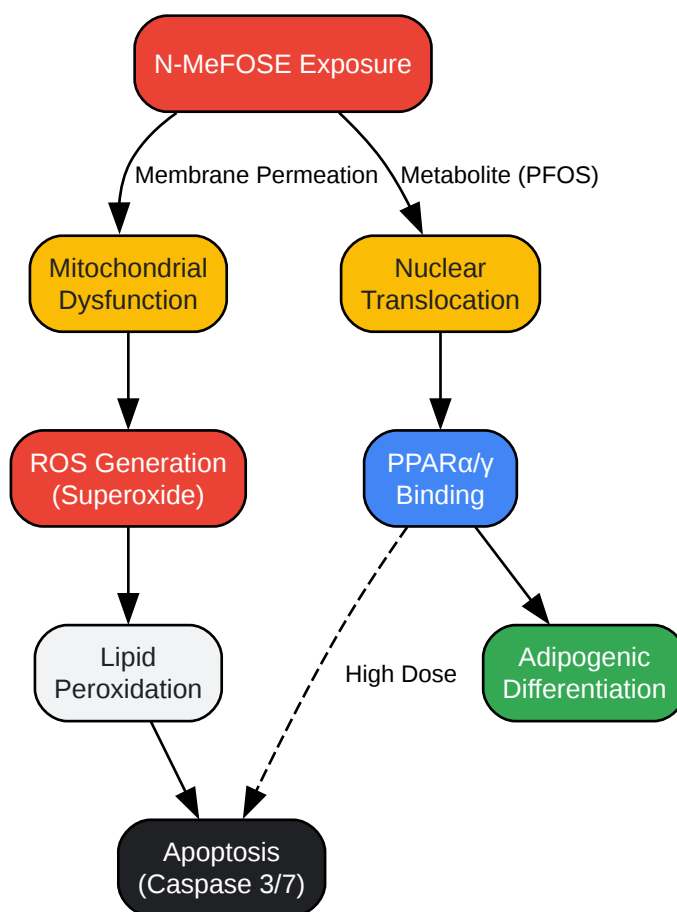 N-MeFOSE Exposure
Membrane Permeation
Metabolite (PFOS)
Mitochondrial
Dysfunction
Nuclear
Translocation
ROS Generation
(Superoxide)
PPARα/γ
Binding
Lipid
Peroxidation
High Dose
Adipogenic
Differentiation
Apoptosis
(Caspase 3/7)